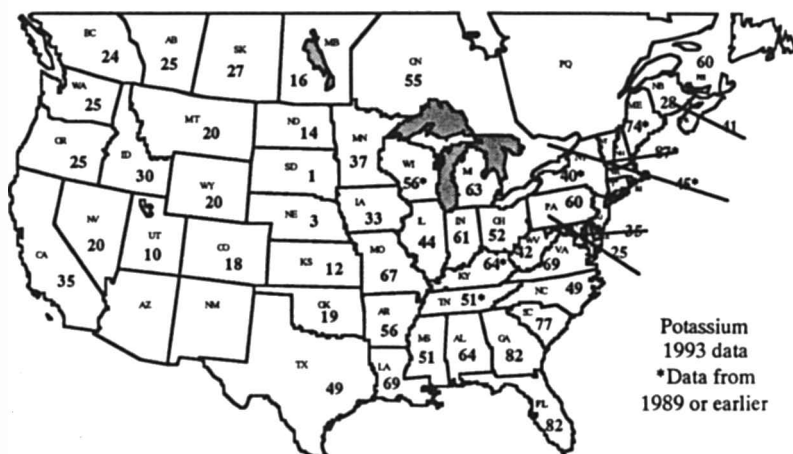 BC
24
AB
25
SK
27
MB
16
ON
55
PQ
60
NB
28
41
WA
25
MT
20
ND
14
MN
37
ME
74*
87*
OR
25
ID
30
SD
1
WI
56*
MI
63
NY
40*
45*
WY
20
NE
3
IA
33
PA
60
NV
20
UT
10
CO
18
IL
44
IN
61
OH
52
WV
42
VA
69
35
25
CA
35
KS
12
MO
67
KY
64*
AZ
NM
OK
19
AR
56
TN
51*
NC
49
SC
77
TX
49
LA
69
MS
51
AL
64
GA
82
FL
82
Potassium
1993 data
*Data from
1989 or earlier